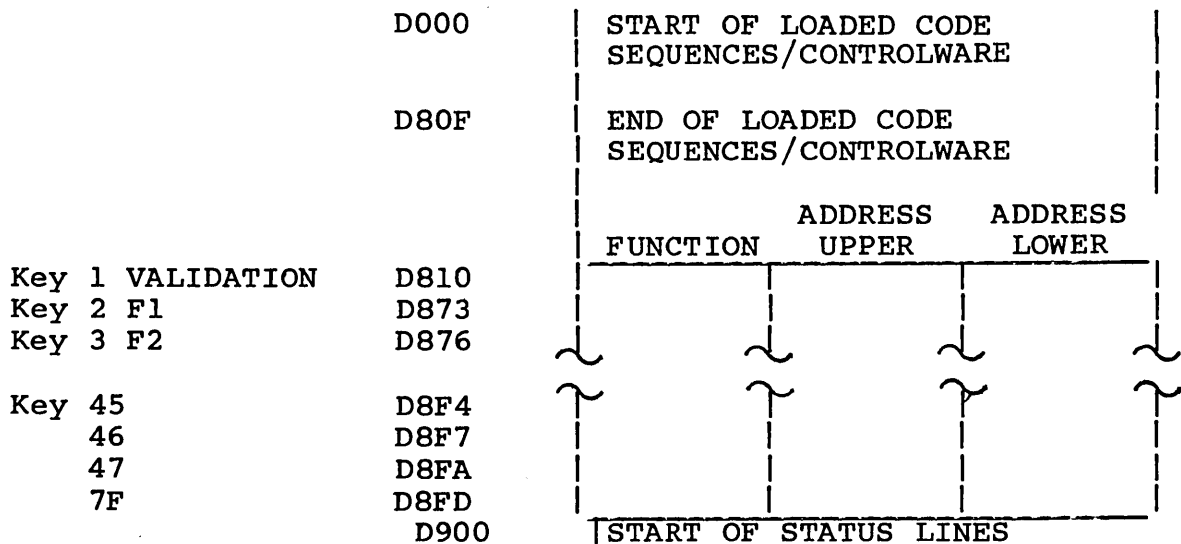 D000 START OF LOADED CODE
SEQUENCES/CONTROLWARE
D80F END OF LOADED CODE
SEQUENCES/CONTROLWARE
ADDRESS ADDRESS
FUNCTION UPPER LOWER
Key 1 VALIDATION D810
Key 2 F1 D873
Key 3 F2 D876
Key 45 D8F4
46 D8F7
47 D8FA
7F D8FD
D900 START OF STATUS LINES